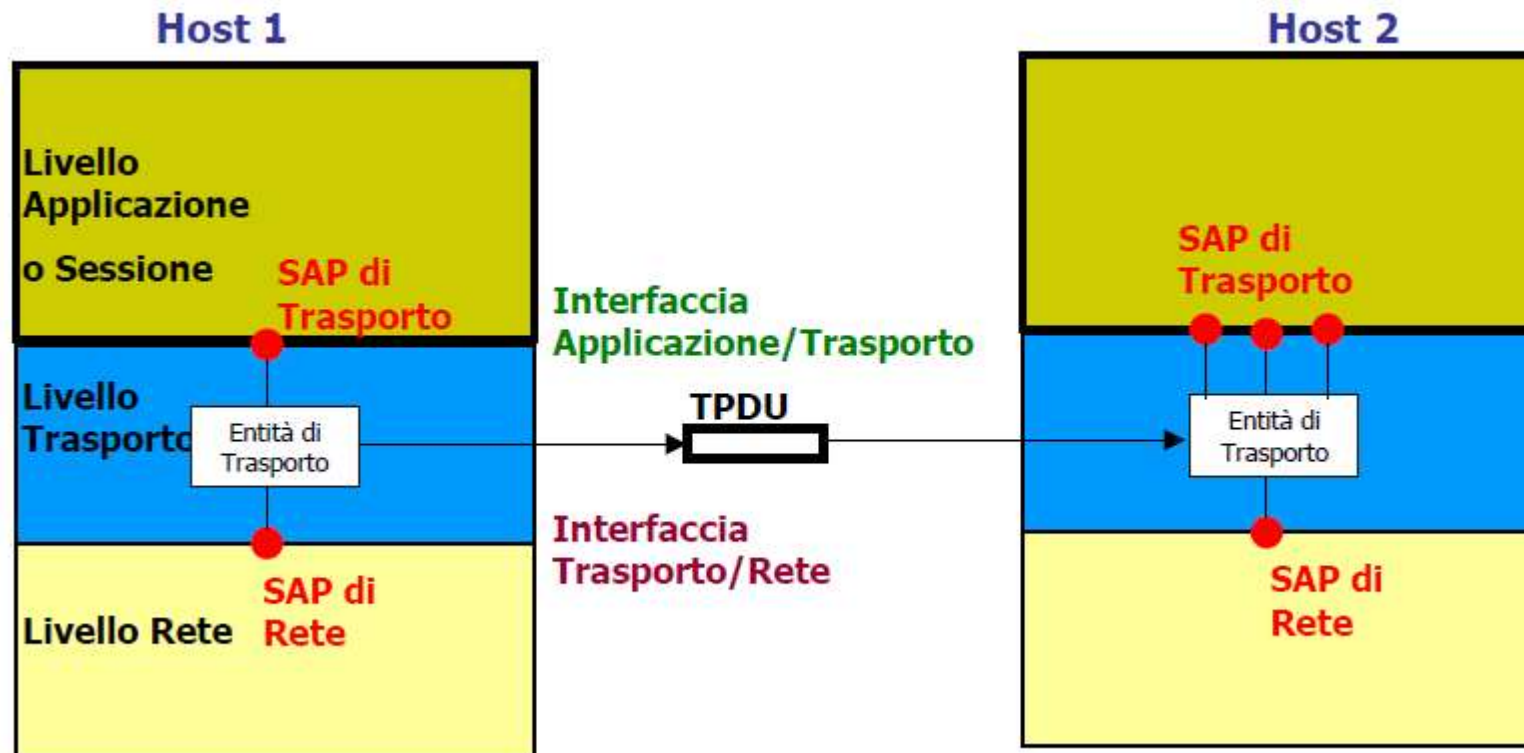 Host 1
Host 2
Livello
Applicazione
o Sessione
SAP di
Trasporto
Interfaccia
Applicazione/Trasporto
SAP di
Trasporto
Livello
Trasporto
Entità di
Trasporto
TPDU
Entità di
Trasporto
Interfaccia
Trasporto/Rete
SAP di
Rete
Livello Rete
SAP di
Rete